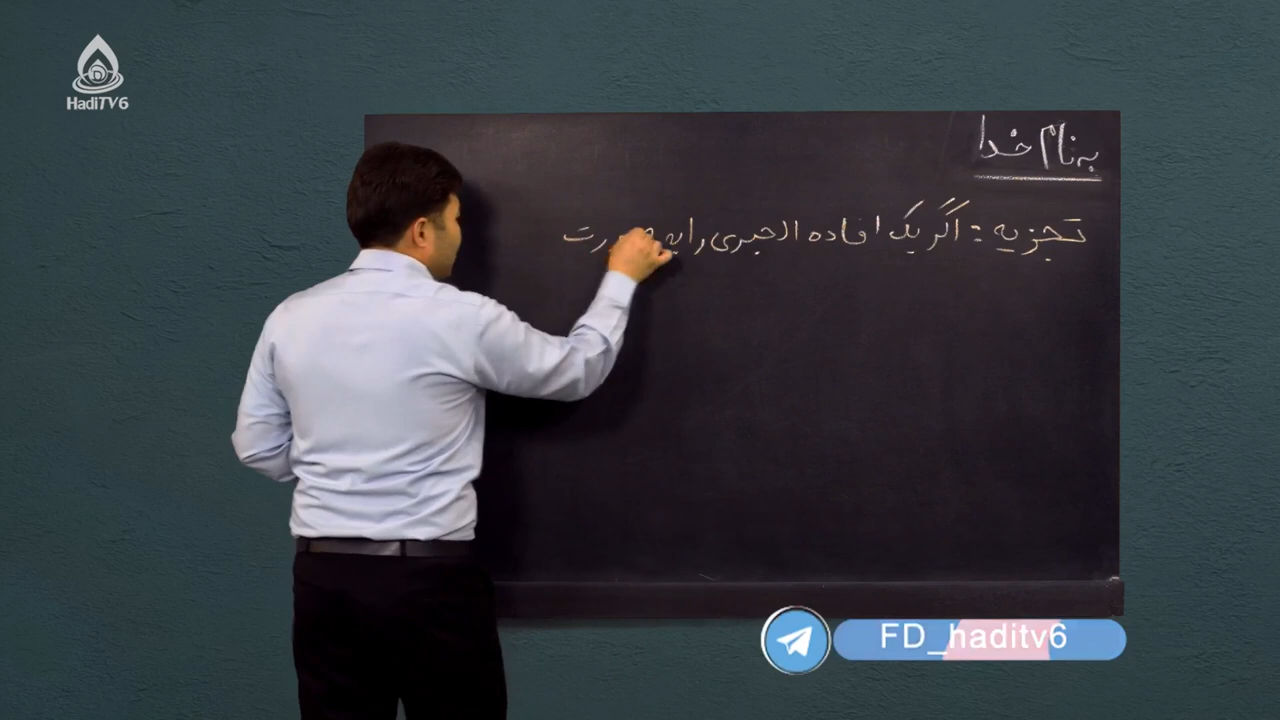 HadiTV6
به نام خدا
تجزیه : اگر یک افاده الجبری را به صورت
FD_haditv6